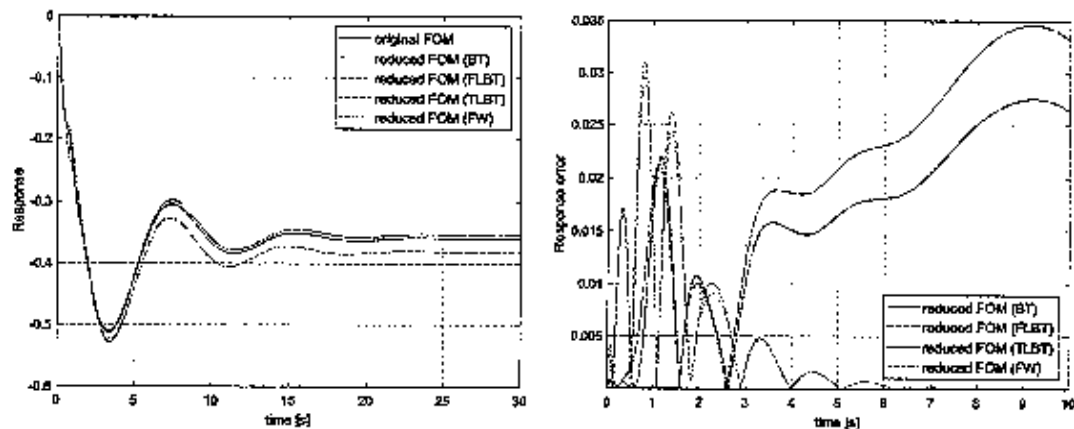 0
-0.1
-0.2
-0.3
-0.4
-0.5
-0.6
Response
0
5
10
15
20
25
30
time [s]
original FOM
reduced FOM (BT)
reduced FOM (FLBT)
reduced FOM (TLBT)
reduced FOM (FW)
0.035
0.03
0.025
0.02
0.015
0.01
0.005
Response error
0
1
2
3
4
5
6
7
8
9
10
time [s]
reduced FOM (BT)
reduced FOM (FLBT)
reduced FOM (TLBT)
reduced FOM (FW)